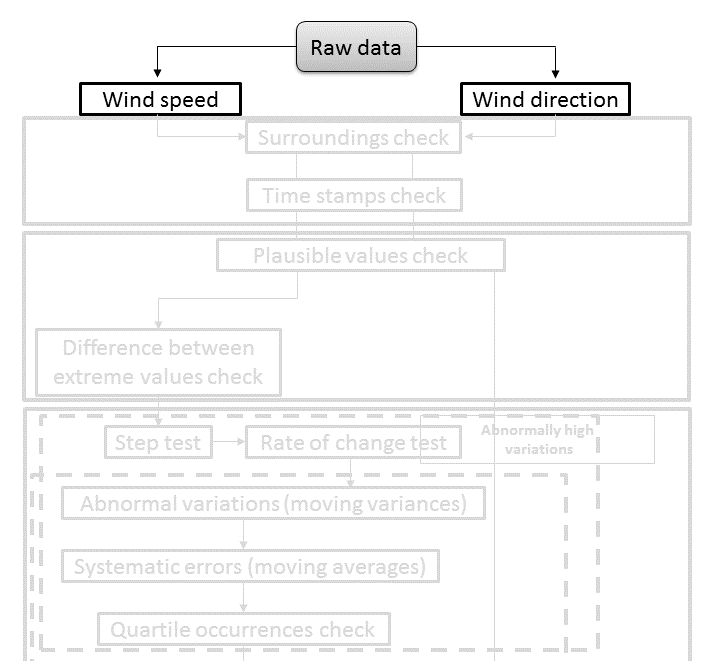 Raw data
Wind speed
Wind direction
Surroundings check
Time stamps check
Plausible values check
Difference between
extreme values check
Step test
Rate of change test
Abnormally high
variations
Abnormal variations (moving variances)
Systematic errors (moving averages)
Quartile occurrences check